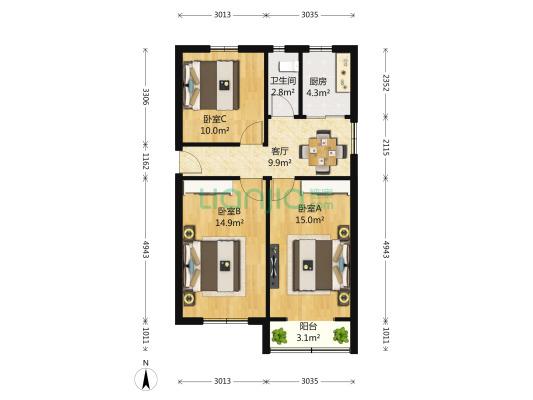 3013 3035
3306
1162
4943
1011
2352
2115
4943
1011
卫生间
2.8m²
厨房
4.3m²
卧室C
10.0m²
客厅
9.9m²
Lianjia 链家.com
卧室B
14.9m²
卧室A
15.0m²
阳台
3.1m²
N
3013 3035